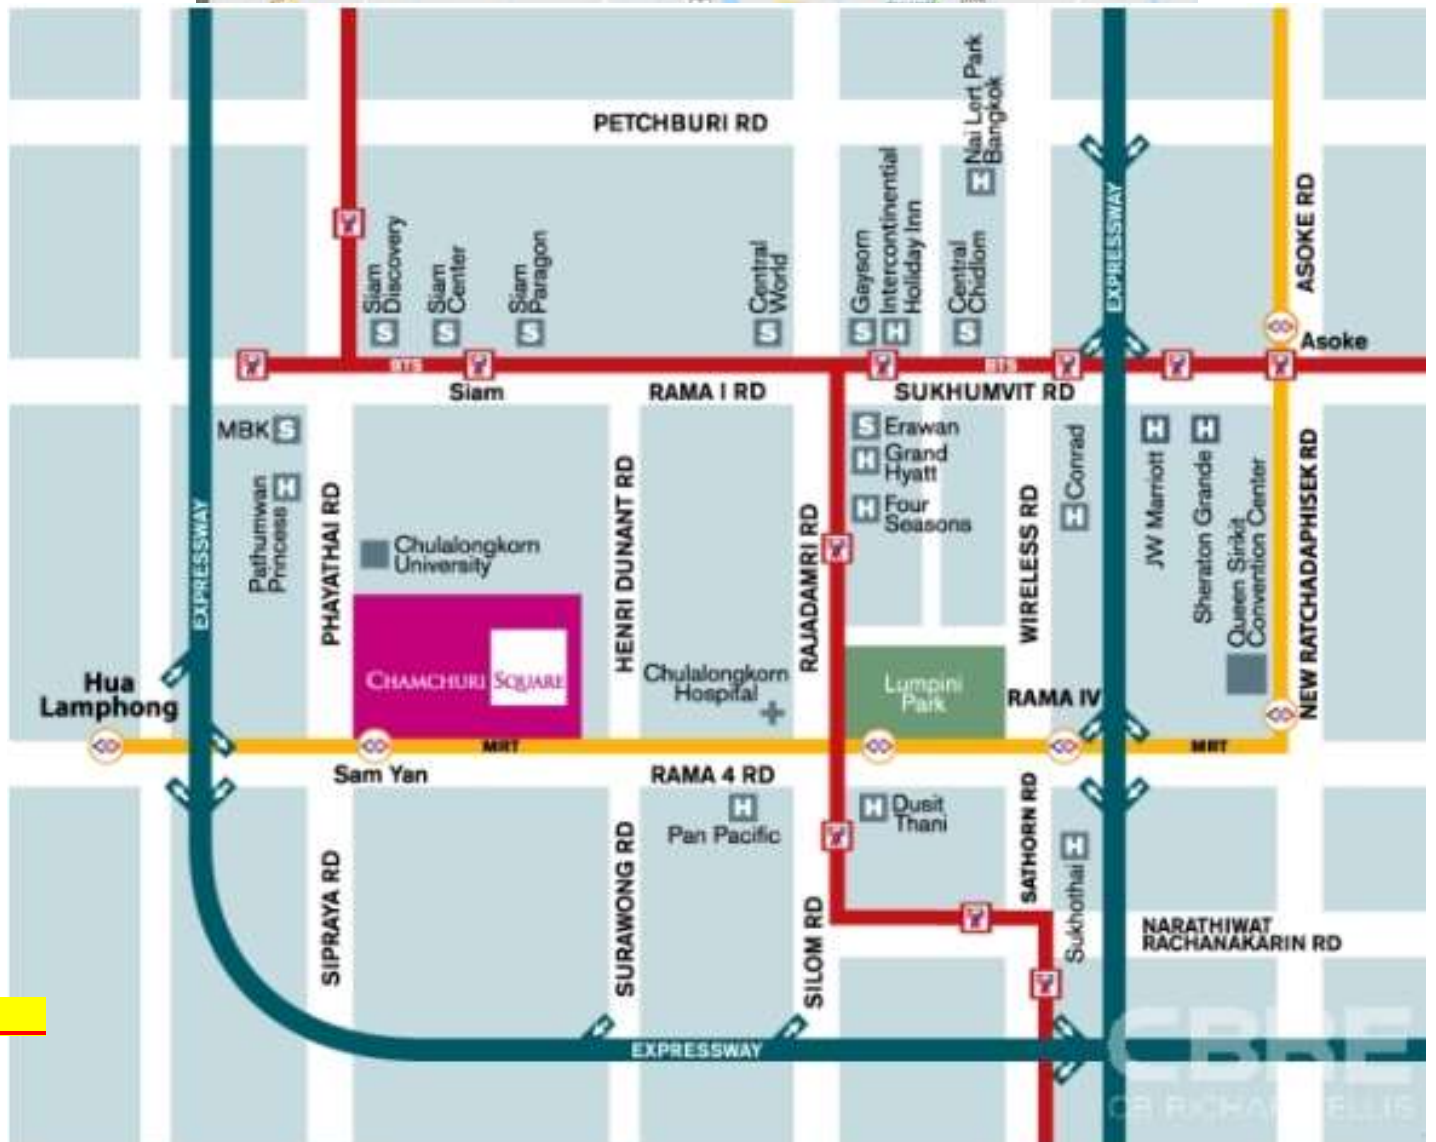 PETCHBURI RD
Nai Lert Park
Bangkok
EXPRESSWAY
ASOKE RD
Siam
Discovery
Siam
Center
Siam
Paragon
Central
World
Gaysorn
Intercontinental
Holiday Inn
Central
Chidlom
Asoke
BTS
BTS
Siam
RAMA I RD
SUKHUMVIT RD
MBK
Pathumwan
Princess
PHAYATHAI RD
EXPRESSWAY
Chulalongkorn
University
HENRI DUNANT RD
RAJADAMRI RD
Erawan
Grand
Hyatt
Four
Seasons
WIRELESS RD
Conrad
JW Marriott
Sheraton Grande
Queen Sirikit
Convention Center
NEW RATCHADAPHISEK RD
Hua
Lamphong
CHAMCHURI SQUARE
Chulalongkorn
Hospital
Lumpini
Park
RAMA IV
MRT
MRT
Sam Yan
RAMA 4 RD
Pan Pacific
Dusit
Thani
SATHORN RD
Sukhothai
SIPRAYA RD
SURAWONG RD
SILOM RD
NARATHIWAT
RACHANAKARIN RD
EXPRESSWAY
CBRE
CB RICHARD ELLIS